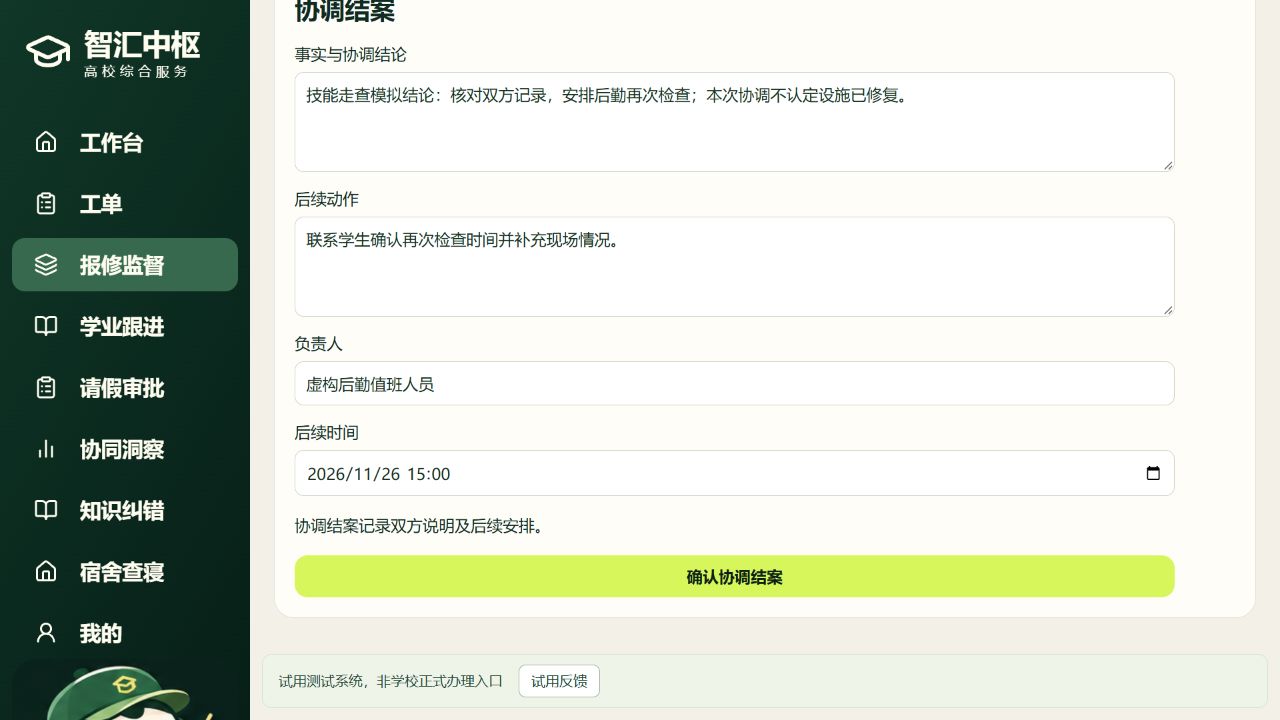 智汇中枢
高校综合服务
工作台
工单
报修监督
学业跟进
请假审批
协同洞察
知识纠错
宿舍查寝
我的
协调结案
事实与协调结论
技能走查模拟结论：核对双方记录，安排后勤再次检查；本次协调不认定设施已修复。
后续动作
联系学生确认再次检查时间并补充现场情况。
负责人
虚构后勤值班人员
后续时间
2026/11/26 15:00
协调结案记录双方说明及后续安排。
确认协调结案
试用测试系统，非学校正式办理入口
试用反馈